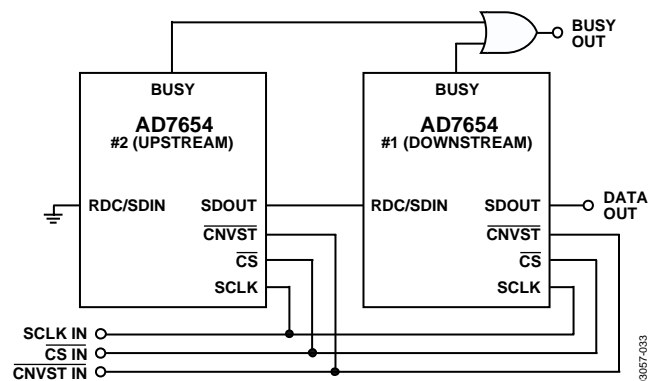 BUSY
OUT
BUSY
BUSY
AD7654
#2 (UPSTREAM)
AD7654
#1 (DOWNSTREAM)
RDC/SDIN
SDOUT
RDC/SDIN
SDOUT
DATA
OUT
CNVST
CNVST
CS
CS
SCLK
SCLK
SCLK IN
CS IN
CNVST IN
03057-033